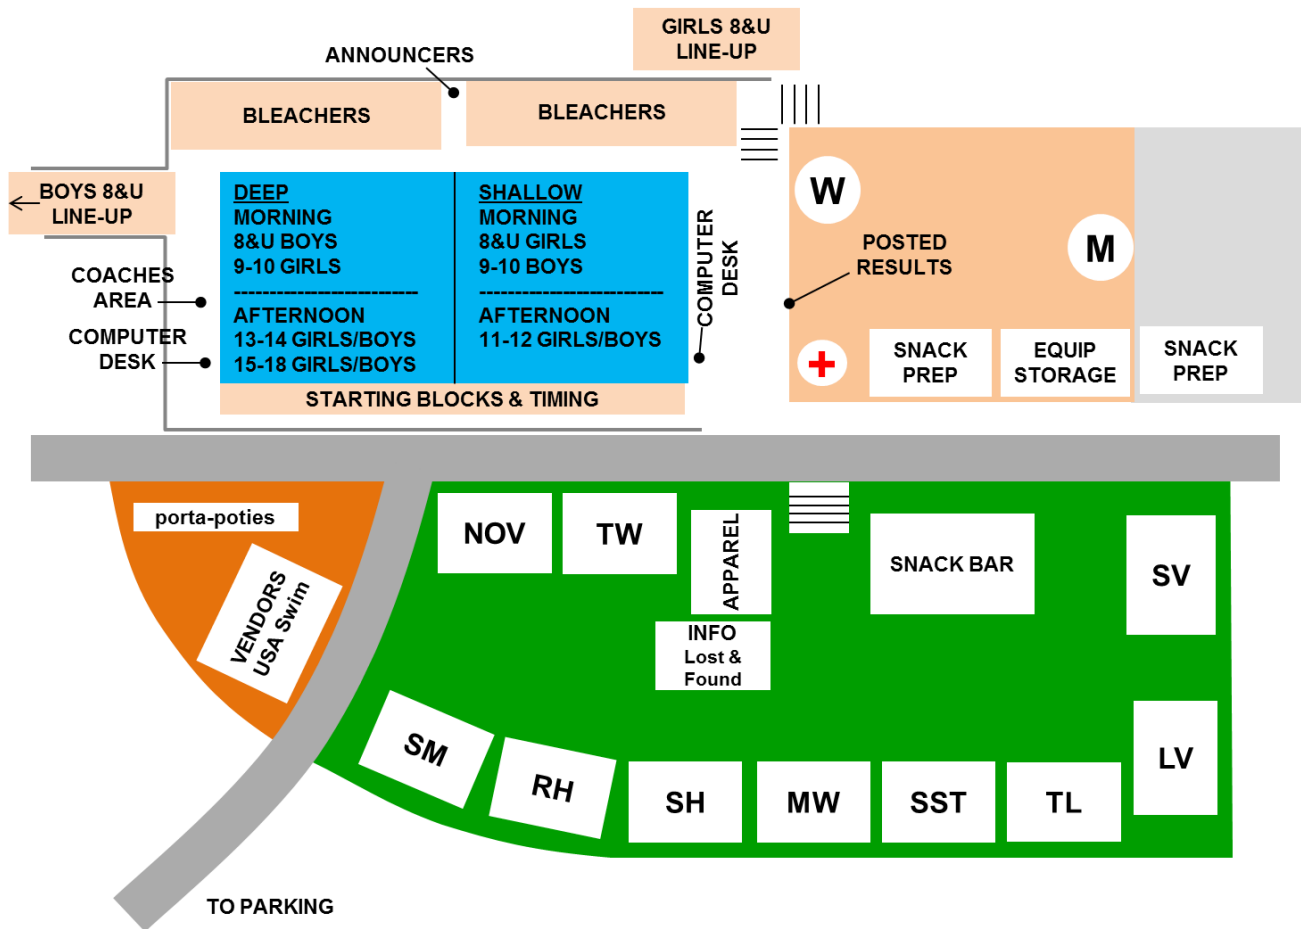 GIRLS 8&U
LINE-UP
ANNOUNCERS
BLEACHERS
BLEACHERS
BOYS 8&U
LINE-UP
DEEP
MORNING
8&U BOYS
9-10 GIRLS
-------------------------
AFTERNOON
13-14 GIRLS/BOYS
15-18 GIRLS/BOYS
SHALLOW
MORNING
8&U GIRLS
9-10 BOYS
-------------------------
AFTERNOON
11-12 GIRLS/BOYS
COACHES
AREA
COMPUTER
DESK
COMPUTER
DESK
STARTING BLOCKS & TIMING
W
M
POSTED
RESULTS
SNACK
PREP
EQUIP
STORAGE
SNACK
PREP
porta-poties
VENDORS
USA Swim
NOV
TW
APPAREL
INFO
Lost &
Found
SNACK BAR
SV
LV
SM
RH
SH
MW
SST
TL
TO PARKING